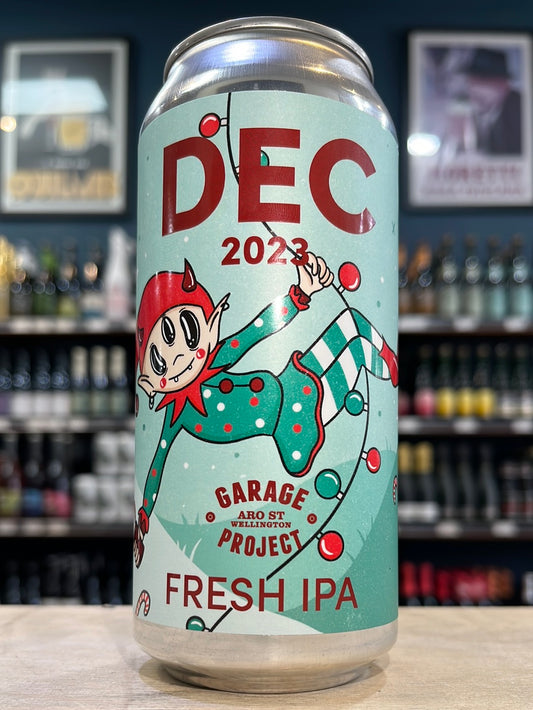 DEC
2023
GARAGE
ARO ST
WELLINGTON
PROJECT
FRESH IPA